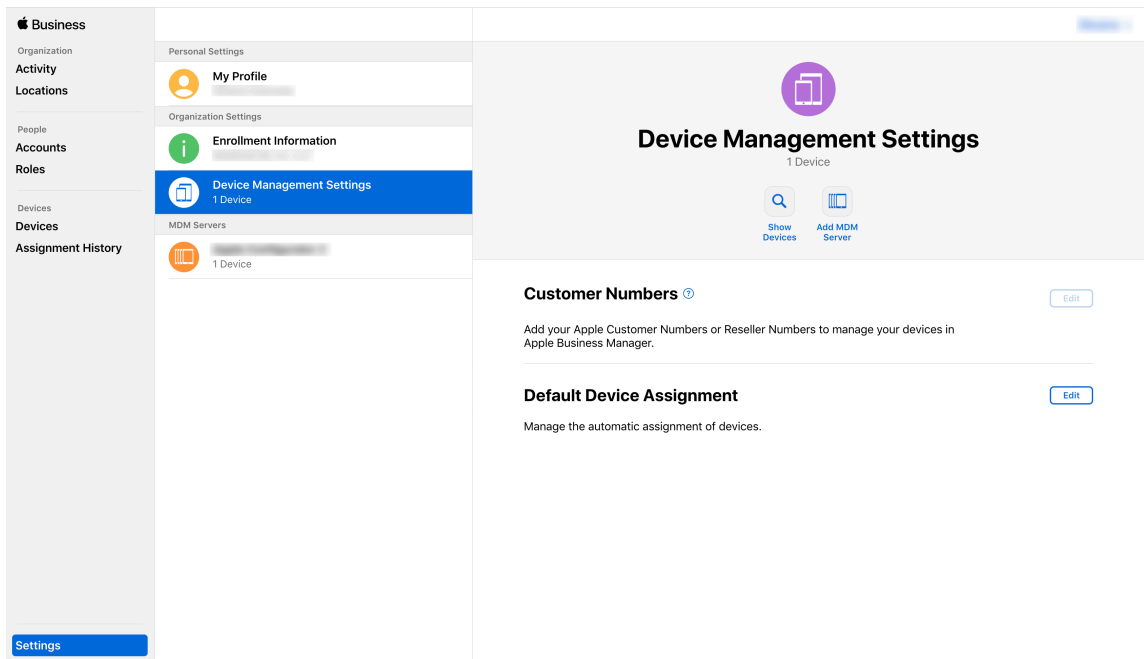 Business
Organization
Activity
Locations
People
Accounts
Roles
Devices
Devices
Assignment History
Settings
Personal Settings
My Profile
Organization Settings
Enrollment Information
Device Management Settings
1 Device
MDM Servers
1 Device
Device Management Settings
1 Device
Show
Devices
Add MDM
Server
Customer Numbers ?
Edit
Add your Apple Customer Numbers or Reseller Numbers to manage your devices in
Apple Business Manager.
Default Device Assignment
Edit
Manage the automatic assignment of devices.